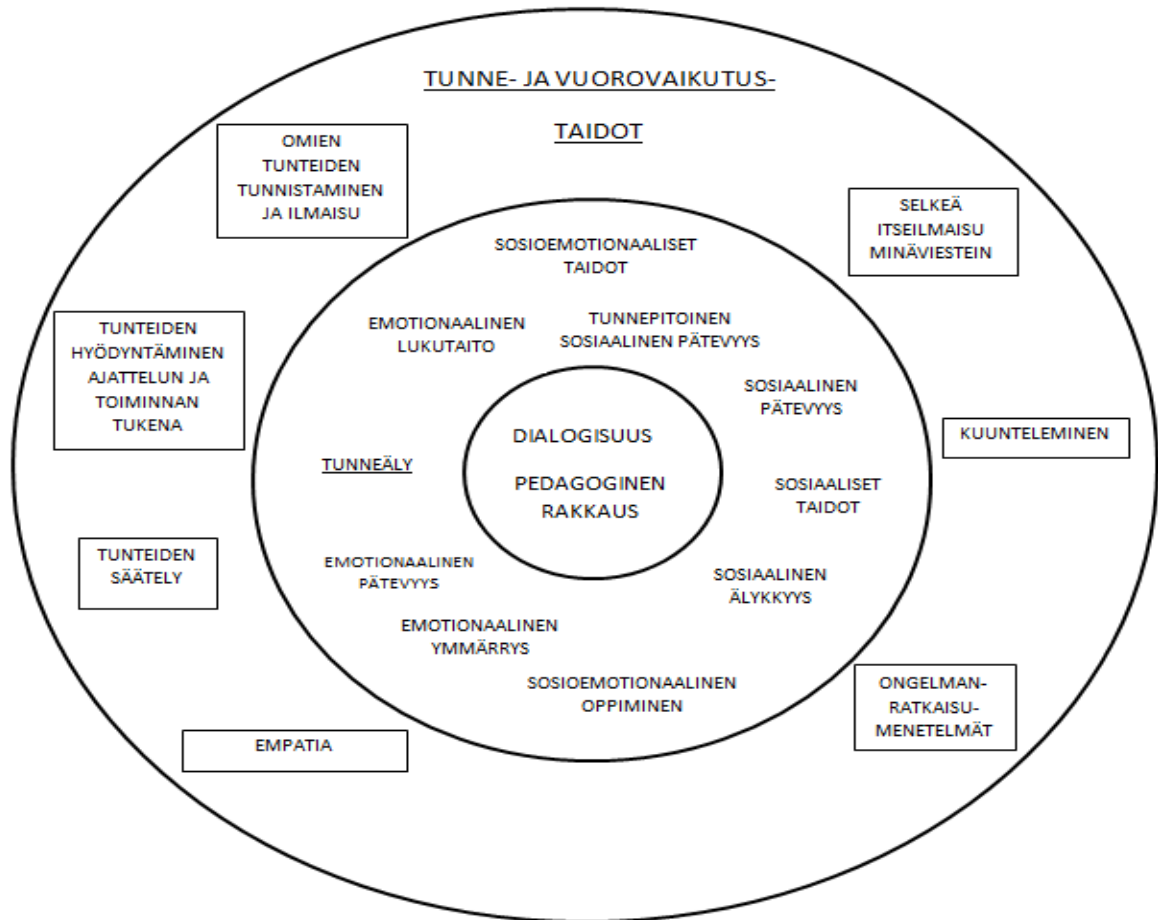 TUNNE- JA VUOROVAIKUTUS-
TAIDOT
OMIEN
TUNTEIDEN
TUNNISTAMINEN
JA ILMAISU
SELKEÄ
ITSEILMAISU
MINÄVIESTEIN
TUNTEIDEN
HYÖDYNTÄMINEN
AJATTELUN JA
TOIMINNAN
TUKENA
KUUNTELEMINEN
TUNTEIDEN
SÄÄTELY
EMPATIA
ONGELMAN-
RATKAISU-
MENETELMÄT
SOSIOEMOTIONAALISET
TAIDOT
EMOTIONAALINEN
LUKUTAITO
TUNNEPITOINEN
SOSIAALINEN PÄTEVYYS
SOSIAALINEN
PÄTEVYYS
TUNNEÄLY
SOSIAALISET
TAIDOT
EMOTIONAALINEN
PÄTEVYYS
SOSIAALINEN
ÄLYKKYYS
EMOTIONAALINEN
YMMÄRRYS
SOSIOEMOTIONAALINEN
OPPIMINEN
DIALOGISUUS
PEDAGOGINEN
RAKKAUS